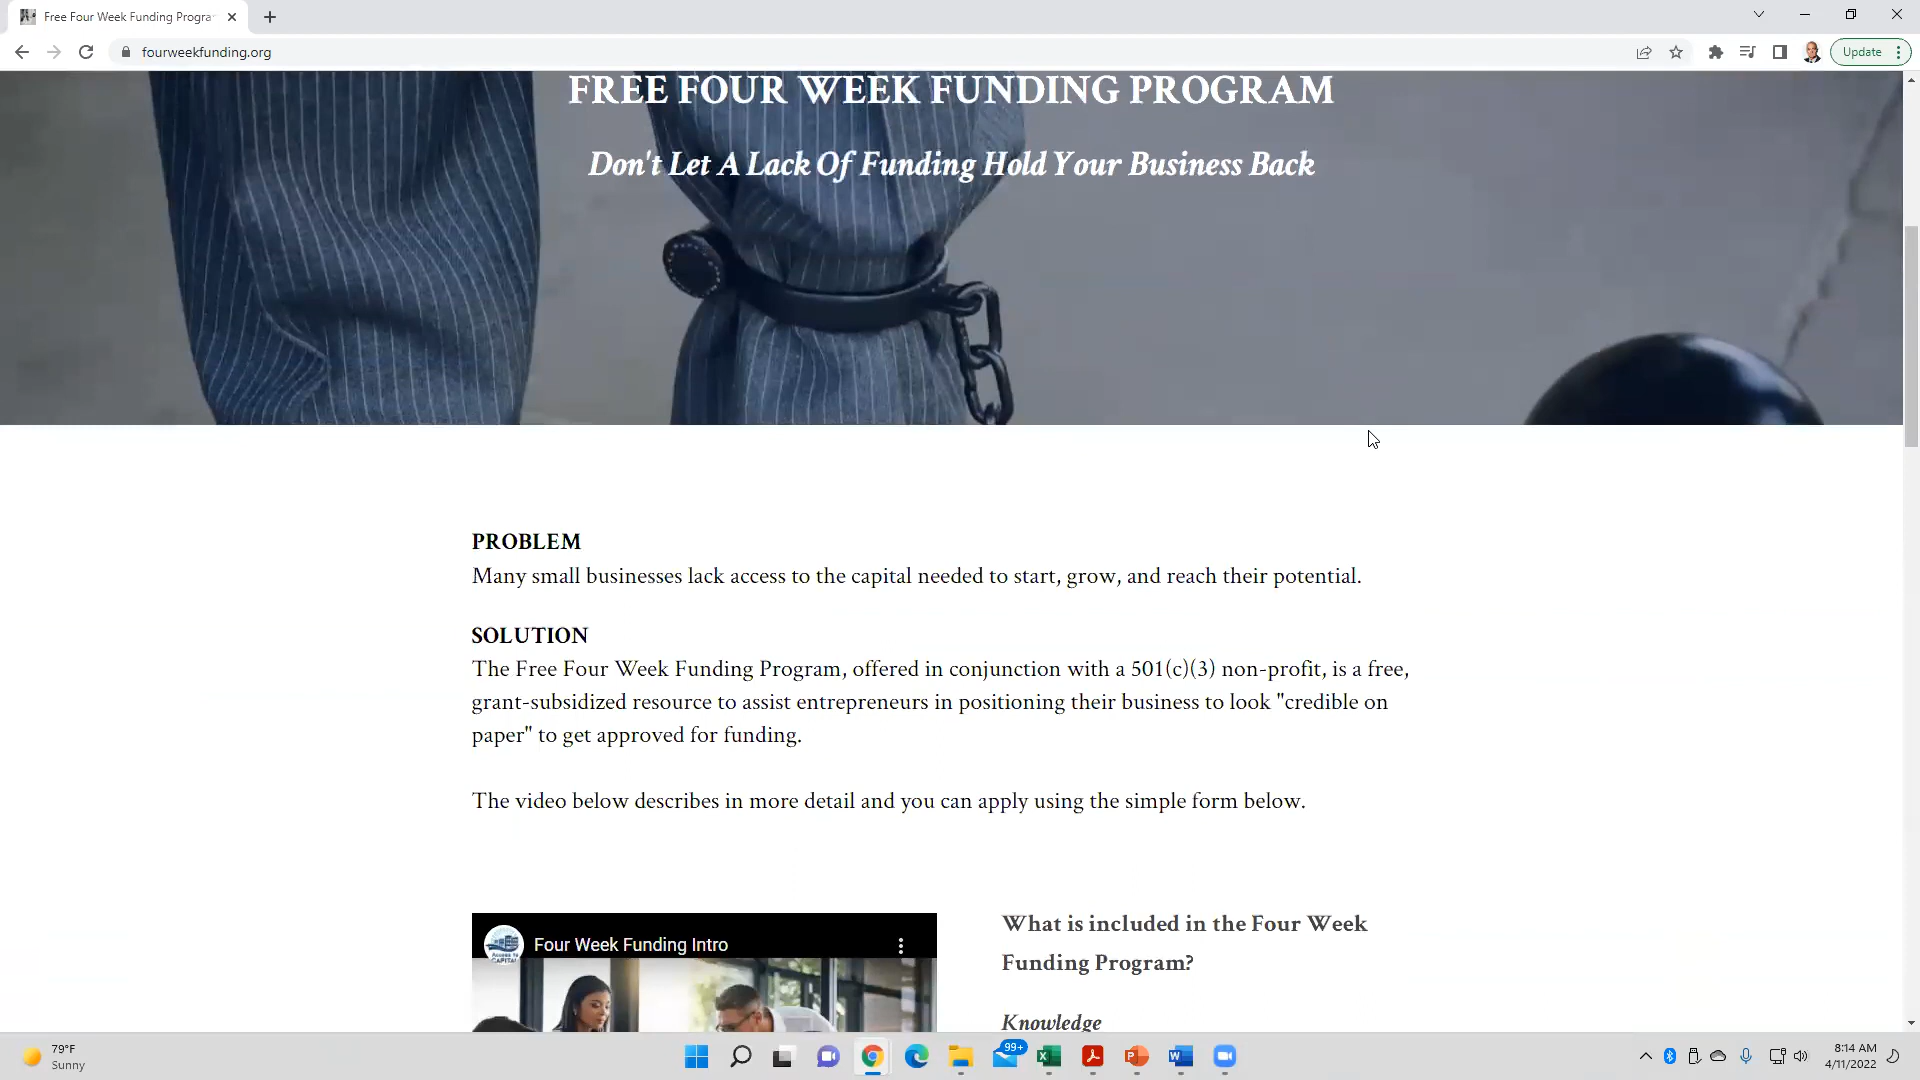 Free Four Week Funding Progra
fourweekfunding.org
Update
FREE FOUR WEEK FUNDING PROGRAM
Don't Let A Lack Of Funding Hold Your Business Back
PROBLEM
Many small businesses lack access to the capital needed to start, grow, and reach their potential.
SOLUTION
The Free Four Week Funding Program, offered in conjunction with a 501(c)(3) non-profit, is a free,
grant-subsidized resource to assist entrepreneurs in positioning their business to look "credible on
paper" to get approved for funding.
The video below describes in more detail and you can apply using the simple form below.
Four Week Funding Intro
ACCESS TO
CAPITAL
What is included in the Four Week
Funding Program?
Knowledge
79°F
Sunny
99+
8:14 AM
4/11/2022